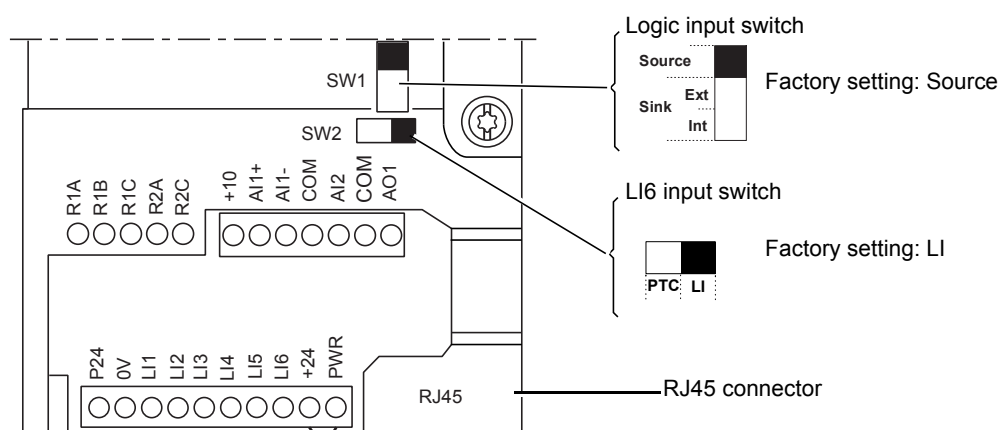 Logic input switch
Source
Sink
Ext
Int
Factory setting: Source
SW1
SW2
LI6 input switch
PTC LI
Factory setting: LI
R1A R1B R1C R2A R2C
+10 AI1+ AI1- COM AI2 COM AO1
P24 0V LI1 LI2 LI3 LI4 LI5 LI6 +24 PWR
RJ45
RJ45 connector